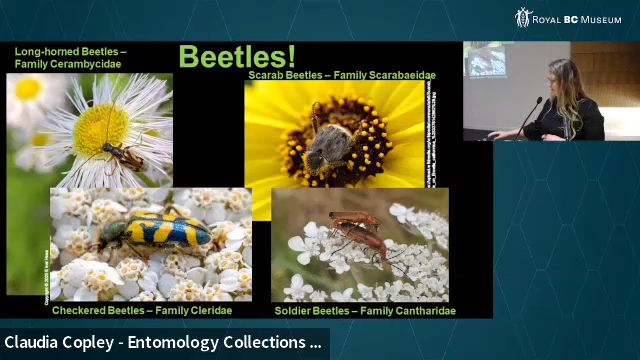 ROYAL BC MUSEUM
Beetles!
Long-horned Beetles –
Family Cerambycidae
Scarab Beetles – Family Scarabaeidae
Checkered Beetles – Family Cleridae
Soldier Beetles – Family Cantharidae
Claudia Copley - Entomology Collections ...